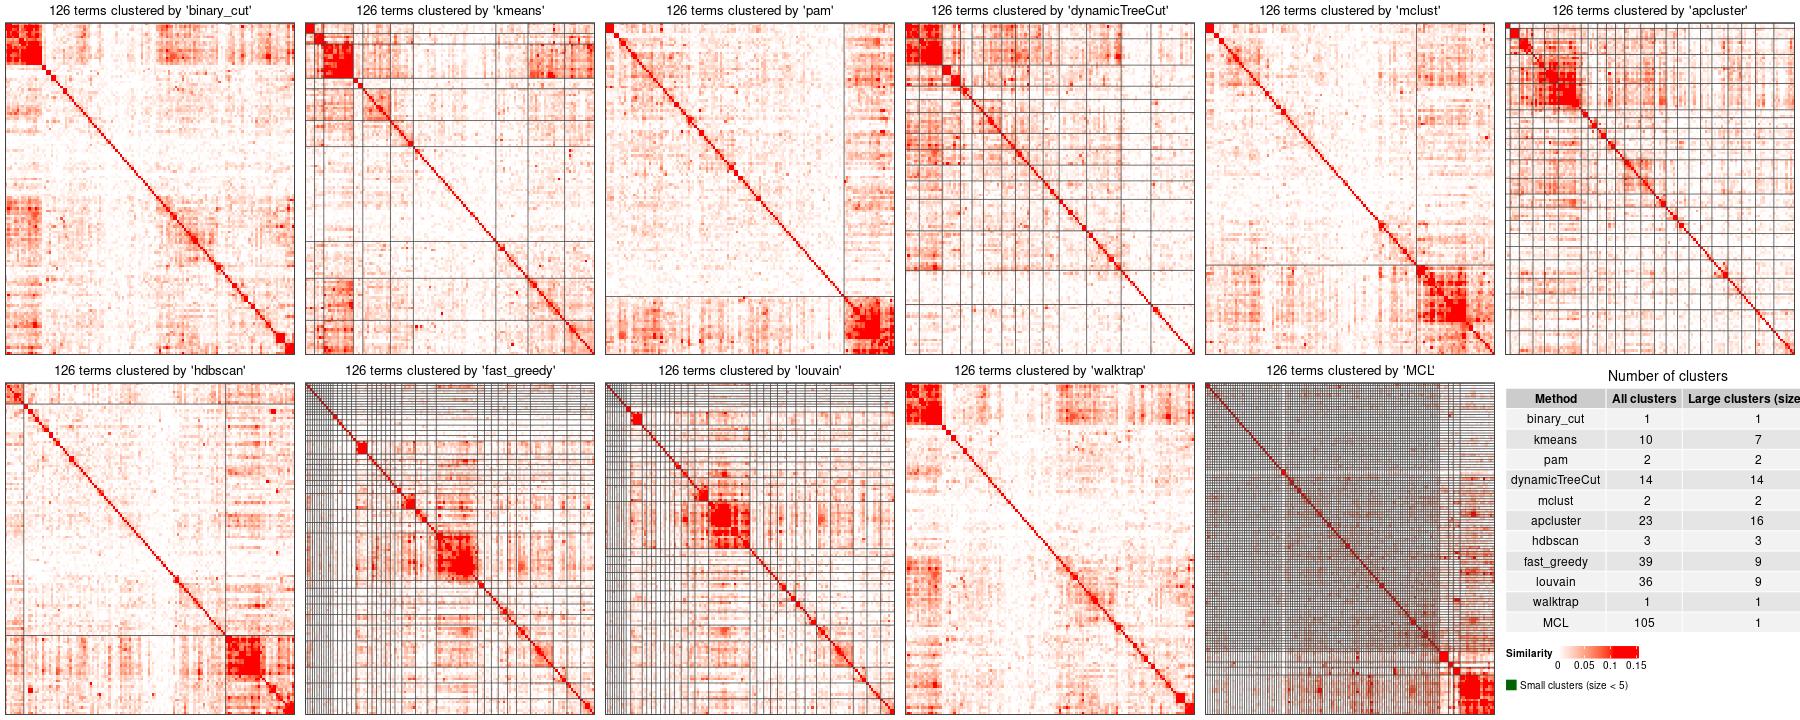 126 terms clustered by 'binary_cut'
126 terms clustered by 'kmeans'
126 terms clustered by 'pam'
126 terms clustered by 'dynamicTreeCut'
126 terms clustered by 'mclust'
126 terms clustered by 'apcluster'
126 terms clustered by 'hdbscan'
126 terms clustered by 'fast_greedy'
126 terms clustered by 'louvain'
126 terms clustered by 'walktrap'
126 terms clustered by 'MCL'
Number of clusters
Method All clusters Large clusters (size
binary_cut 1 1
kmeans 10 7
pam 2 2
dynamicTreeCut 14 14
mclust 2 2
apcluster 23 16
hdbscan 3 3
fast_greedy 39 9
louvain 36 9
walktrap 1 1
MCL 105 1
Similarity
0 0.05 0.1 0.15
Small clusters (size < 5)